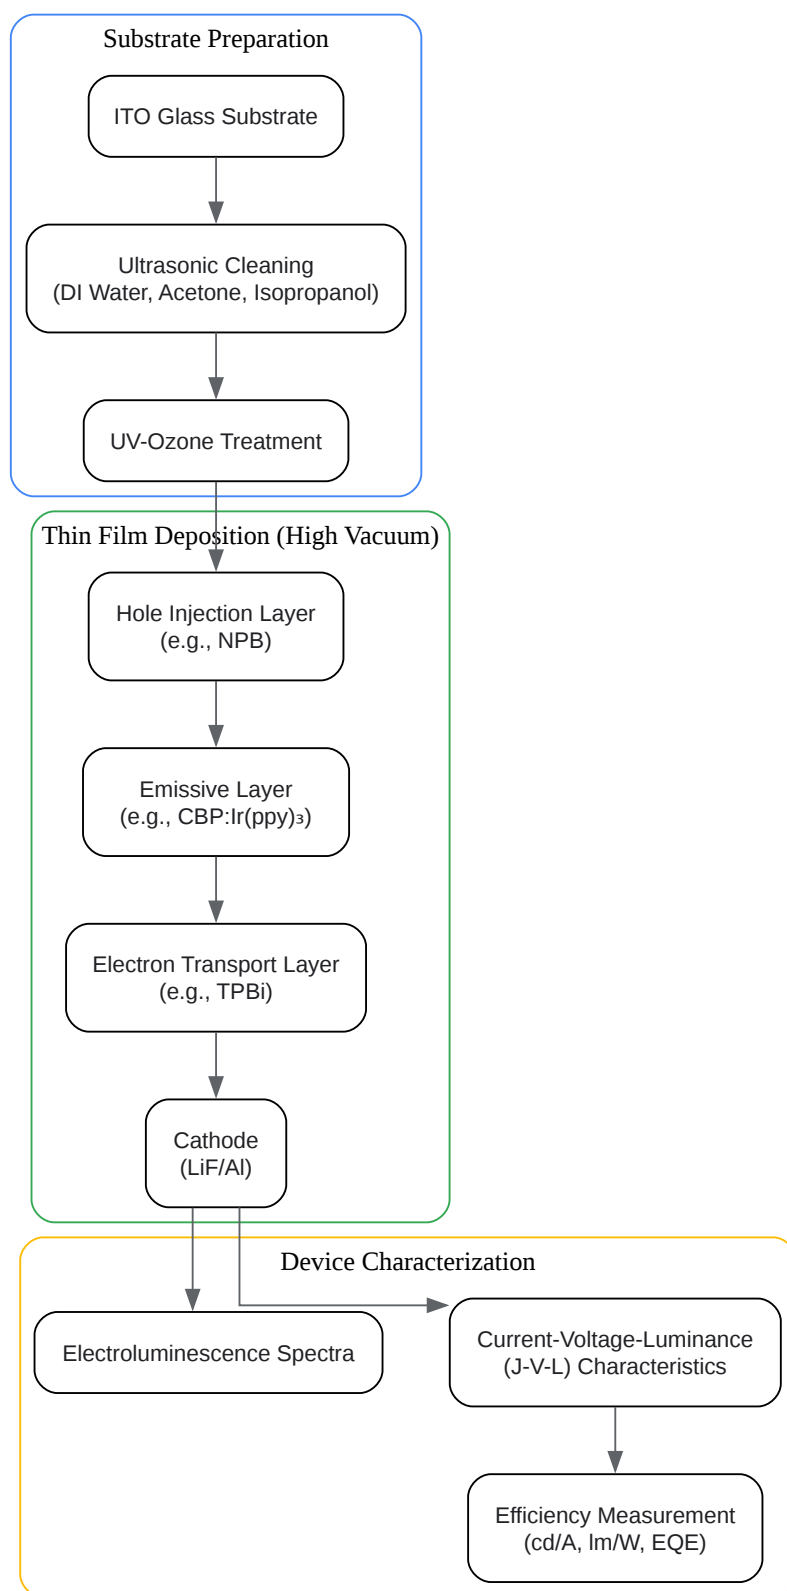 Substrate Preparation
ITO Glass Substrate
Ultrasonic Cleaning
(DI Water, Acetone, Isopropanol)
UV-Ozone Treatment
Thin Film Deposition (High Vacuum)
Hole Injection Layer
(e.g., NPB)
Emissive Layer
(e.g., CBP:Ir(ppy)₃)
Electron Transport Layer
(e.g., TPBi)
Cathode
(LiF/Al)
Device Characterization
Electroluminescence Spectra
Current-Voltage-Luminance
(J-V-L) Characteristics
Efficiency Measurement
(cd/A, lm/W, EQE)